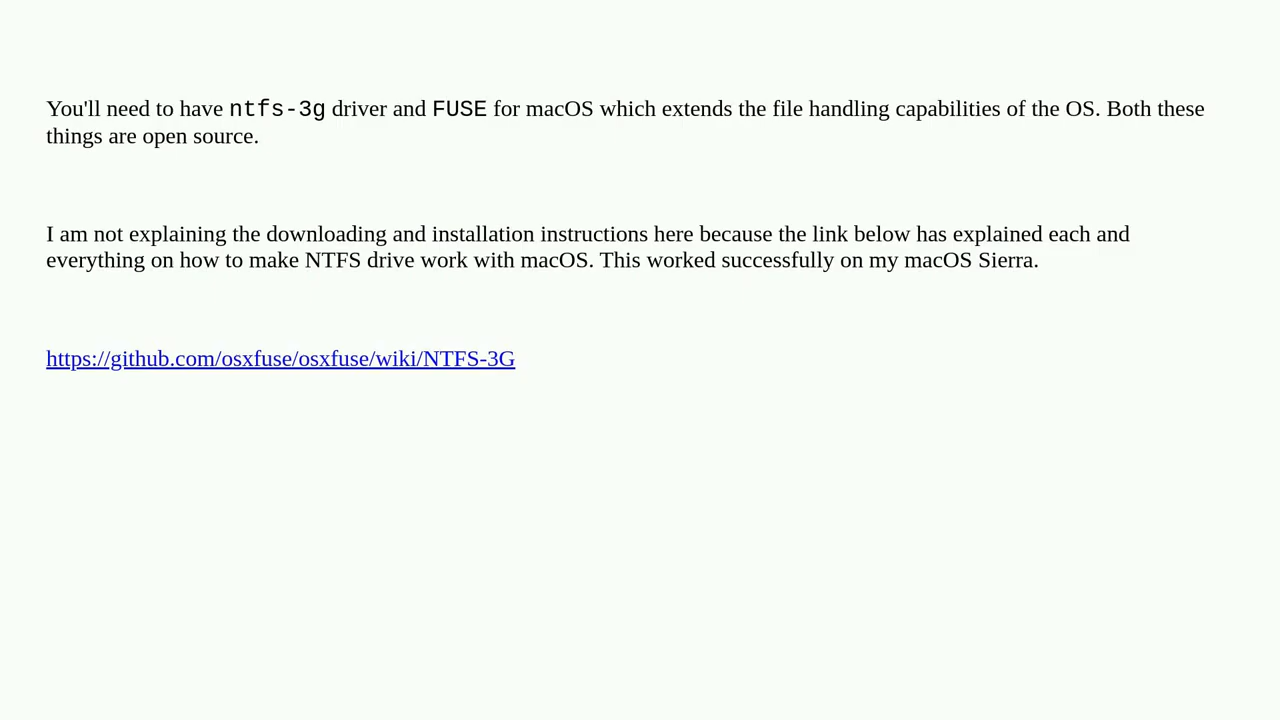 You'll need to have ntfs-3g driver and FUSE for macOS which extends the file handling capabilities of the OS. Both these
things are open source.
I am not explaining the downloading and installation instructions here because the link below has explained each and
everything on how to make NTFS drive work with macOS. This worked successfully on my macOS Sierra.
https://github.com/osxfuse/osxfuse/wiki/NTFS-3G